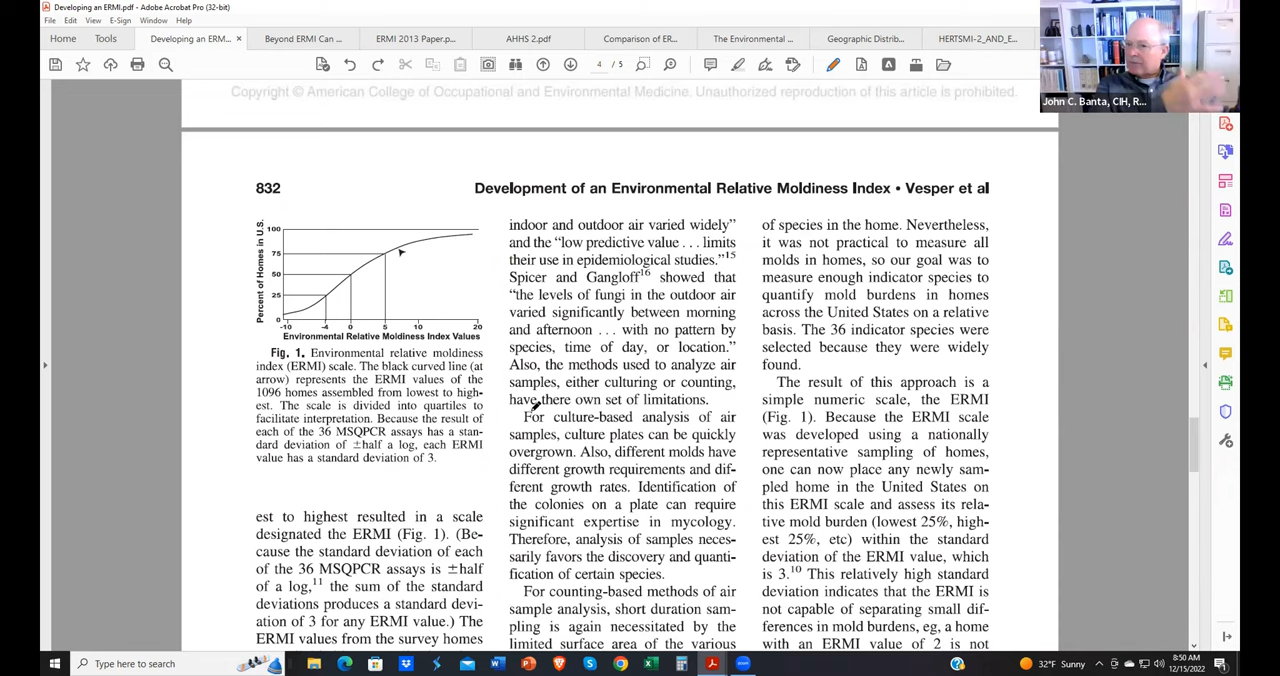 Developing an ERMI.pdf - Adobe Acrobat Pro (32-bit)
File Edit View E-Sign Window Help
Home Tools Developing an ERM... × Beyond ERMI Can ... ERMI 2013 Paper.p... AHHS 2.pdf Comparison of ER... The Environmental ... Geographic Distrib... HERTSMI-2_AND_E...
4 / 5
John C. Banta, CIH, R...
Copyright © American College of Occupational and Environmental Medicine. Unauthorized reproduction of this article is prohibited.
832
Development of an Environmental Relative Moldiness Index • Vesper et al
Percent of Homes in U.S.
100
75
50
25
0
-10 -4 0 5 10 20
Environmental Relative Moldiness Index Values
Fig. 1. Environmental relative moldiness
index (ERMI) scale. The black curved line (at
arrow) represents the ERMI values of the
1096 homes assembled from lowest to high-
est. The scale is divided into quartiles to
faciliate interpretation. Because the result of
each of the 36 MSQPCR assays has a stan-
dard deviation of ±half a log, each ERMI
value has a standard deviation of 3.
est to highest resulted in a scale
designated the ERMI (Fig. 1). (Be-
cause the standard deviation of each
of the 36 MSQPCR assays is ±half
of a log,11 the sum of the standard
deviations produces a standard devi-
ation of 3 for any ERMI value.) The
ERMI values from the survey homes
indoor and outdoor air varied widely”
and the “low predictive value . . . limits
their use in epidemiological studies.”15
Spicer and Gangloff16 showed that
“the levels of fungi in the outdoor air
varied significantly between morning
and afternoon . . . with no pattern by
species, time of day, or location.”
Also, the methods used to analyze air
samples, either culturing or counting,
have there own set of limitations.
For culture-based analysis of air
samples, culture plates can be quickly
overgrown. Also, different molds have
different growth requirements and dif-
ferent growth rates. Identification of
the colonies on a plate can require
significant expertise in mycology.
Therefore, analysis of samples neces-
sarily favors the discovery and quanti-
fication of certain species.
For counting-based methods of air
sample analysis, short duration sam-
pling is again necessitated by the
limited surface area of the various
of species in the home. Nevertheless,
it was not practical to measure all
molds in homes, so our goal was to
measure enough indicator species to
quantify mold burdens in homes
across the United States on a relative
basis. The 36 indicator species were
selected because they were widely
found.
The result of this approach is a
simple numeric scale, the ERMI
(Fig. 1). Because the ERMI scale
was developed using a nationally
representative sampling of homes,
one can now place any newly sam-
pled home in the United States on
this ERMI scale and assess its rela-
tive mold burden (lowest 25%, high-
est 25%, etc) within the standard
deviation of the ERMI value, which
is 3.10 This relatively high standard
deviation indicates that the ERMI is
not capable of separating small dif-
ferences in mold burdens, eg, a home
with an ERMI value of 2 is not
Type here to search
32°F Sunny
8:50 AM
12/15/2022